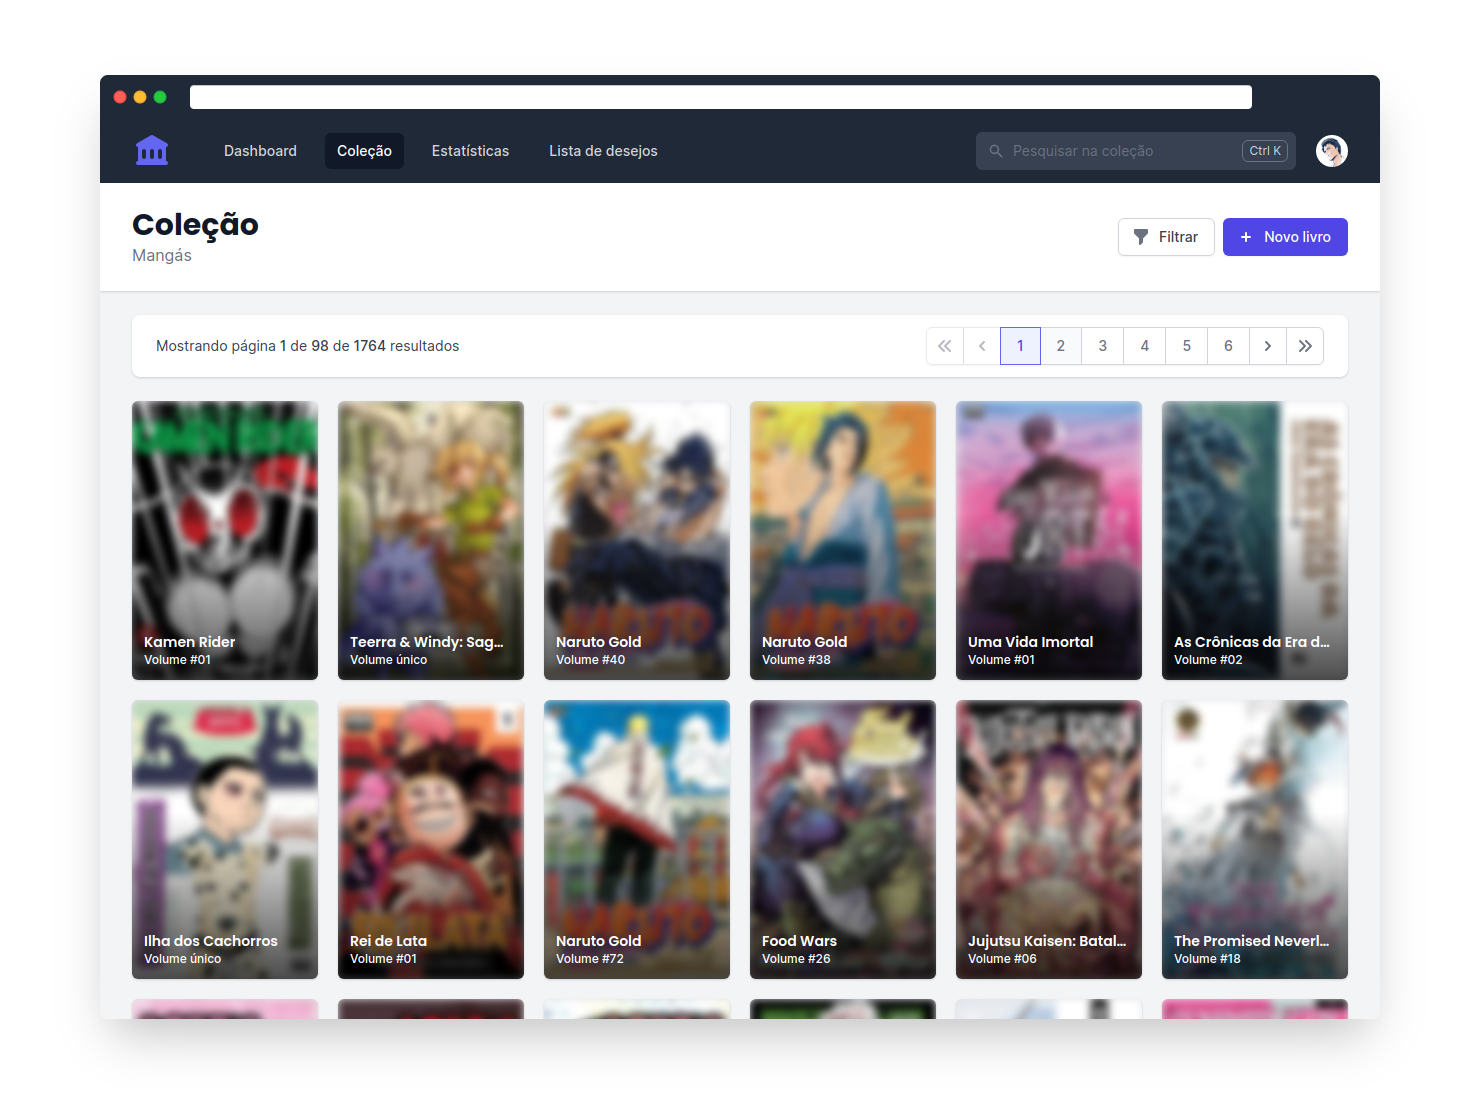 Dashboard
Coleção
Estatísticas
Lista de desejos
Pesquisar na coleção
Ctrl K
Coleção
Mangás
Filtrar
+ Novo livro
Mostrando página 1 de 98 de 1764 resultados
1
2
3
4
5
6
Kamen Rider
Volume #01
Teerra & Windy: Sag...
Volume único
NARUTO
Naruto Gold
Volume #40
NARUTO
Naruto Gold
Volume #38
Uma Vida Imortal
Volume #01
As Crônicas da Era d...
Volume #02
Ilha dos Cachorros
Volume único
Rei de Lata
Volume #01
NARUTO
Naruto Gold
Volume #72
Food Wars
Volume #26
Jujutsu Kaisen: Batal...
Volume #06
The Promised Neverl...
Volume #18